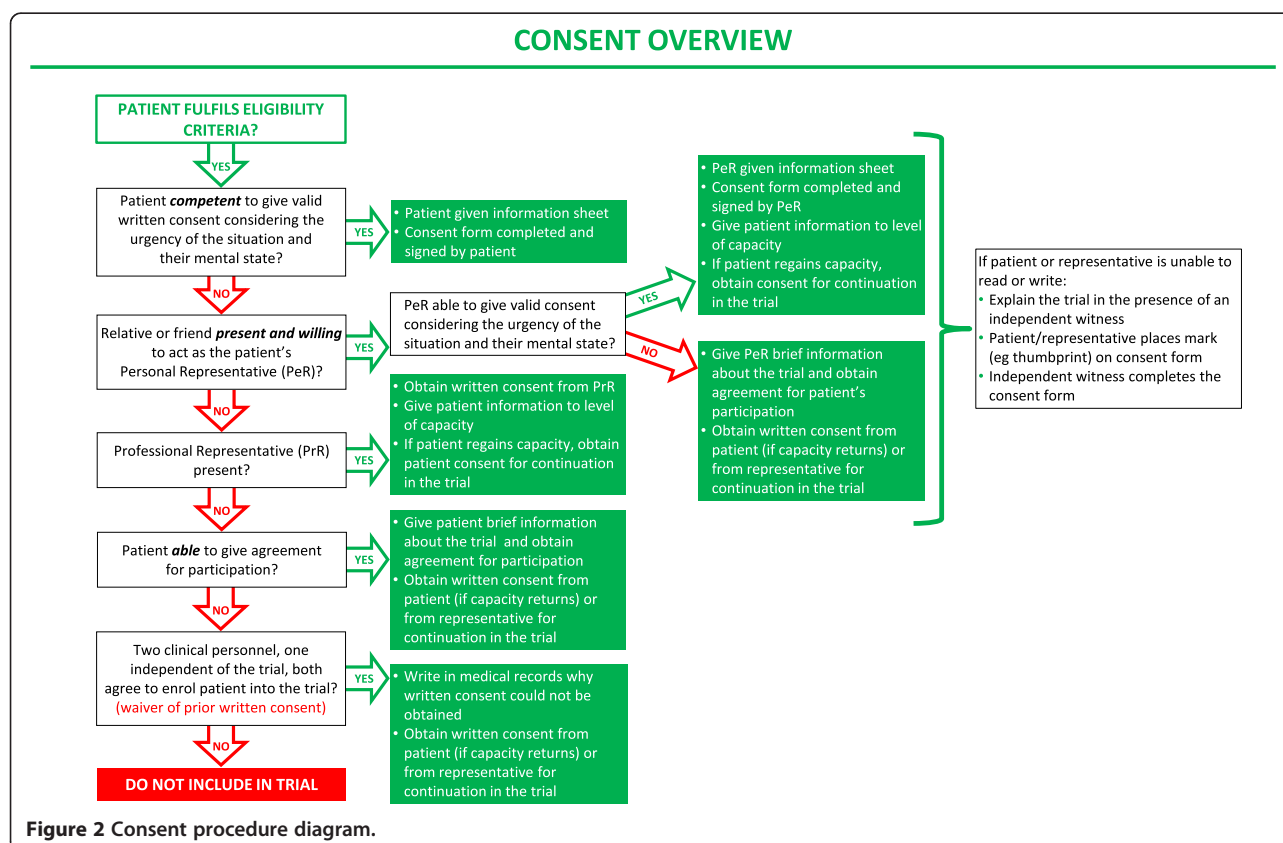 CONSENT OVERVIEW
PATIENT FULFILS ELIGIBILITY
CRITERIA?
YES
Patient competent to give valid
written consent considering the
urgency of the situation and
their mental state?
YES
• Patient given information sheet
• Consent form completed and
signed by patient
NO
Relative or friend present and willing
to act as the patient's
Personal Representative (PeR)?
YES
PeR able to give valid consent
considering the urgency of the
situation and their mental state?
YES
• PeR given information sheet
• Consent form completed and
signed by PeR
• Give patient information to level
of capacity
• If patient regains capacity,
obtain consent for continuation
in the trial
NO
• Give PeR brief information
about the trial and obtain
agreement for patient's
participation
• Obtain written consent from
patient (if capacity returns) or
from representative for
continuation in the trial
If patient or representative is unable to
read or write:
• Explain the trial in the presence of an
independent witness
• Patient/representative places mark
(eg thumbprint) on consent form
• Independent witness completes the
consent form
NO
Professional Representative (PrR)
present?
YES
• Obtain written consent from PrR
• Give patient information to level
of capacity
• If patient regains capacity, obtain
patient consent for continuation
in the trial
NO
Patient able to give agreement
for participation?
YES
• Give patient brief information
about the trial and obtain
agreement for participation
• Obtain written consent from
patient (if capacity returns) or
from representative for
continuation in the trial
NO
Two clinical personnel, one
independent of the trial, both
agree to enrol patient into the trial?
(waiver of prior written consent)
YES
• Write in medical records why
written consent could not be
obtained
• Obtain written consent from
patient (if capacity returns) or
from representative for
continuation in the trial
NO
DO NOT INCLUDE IN TRIAL
Figure 2 Consent procedure diagram.